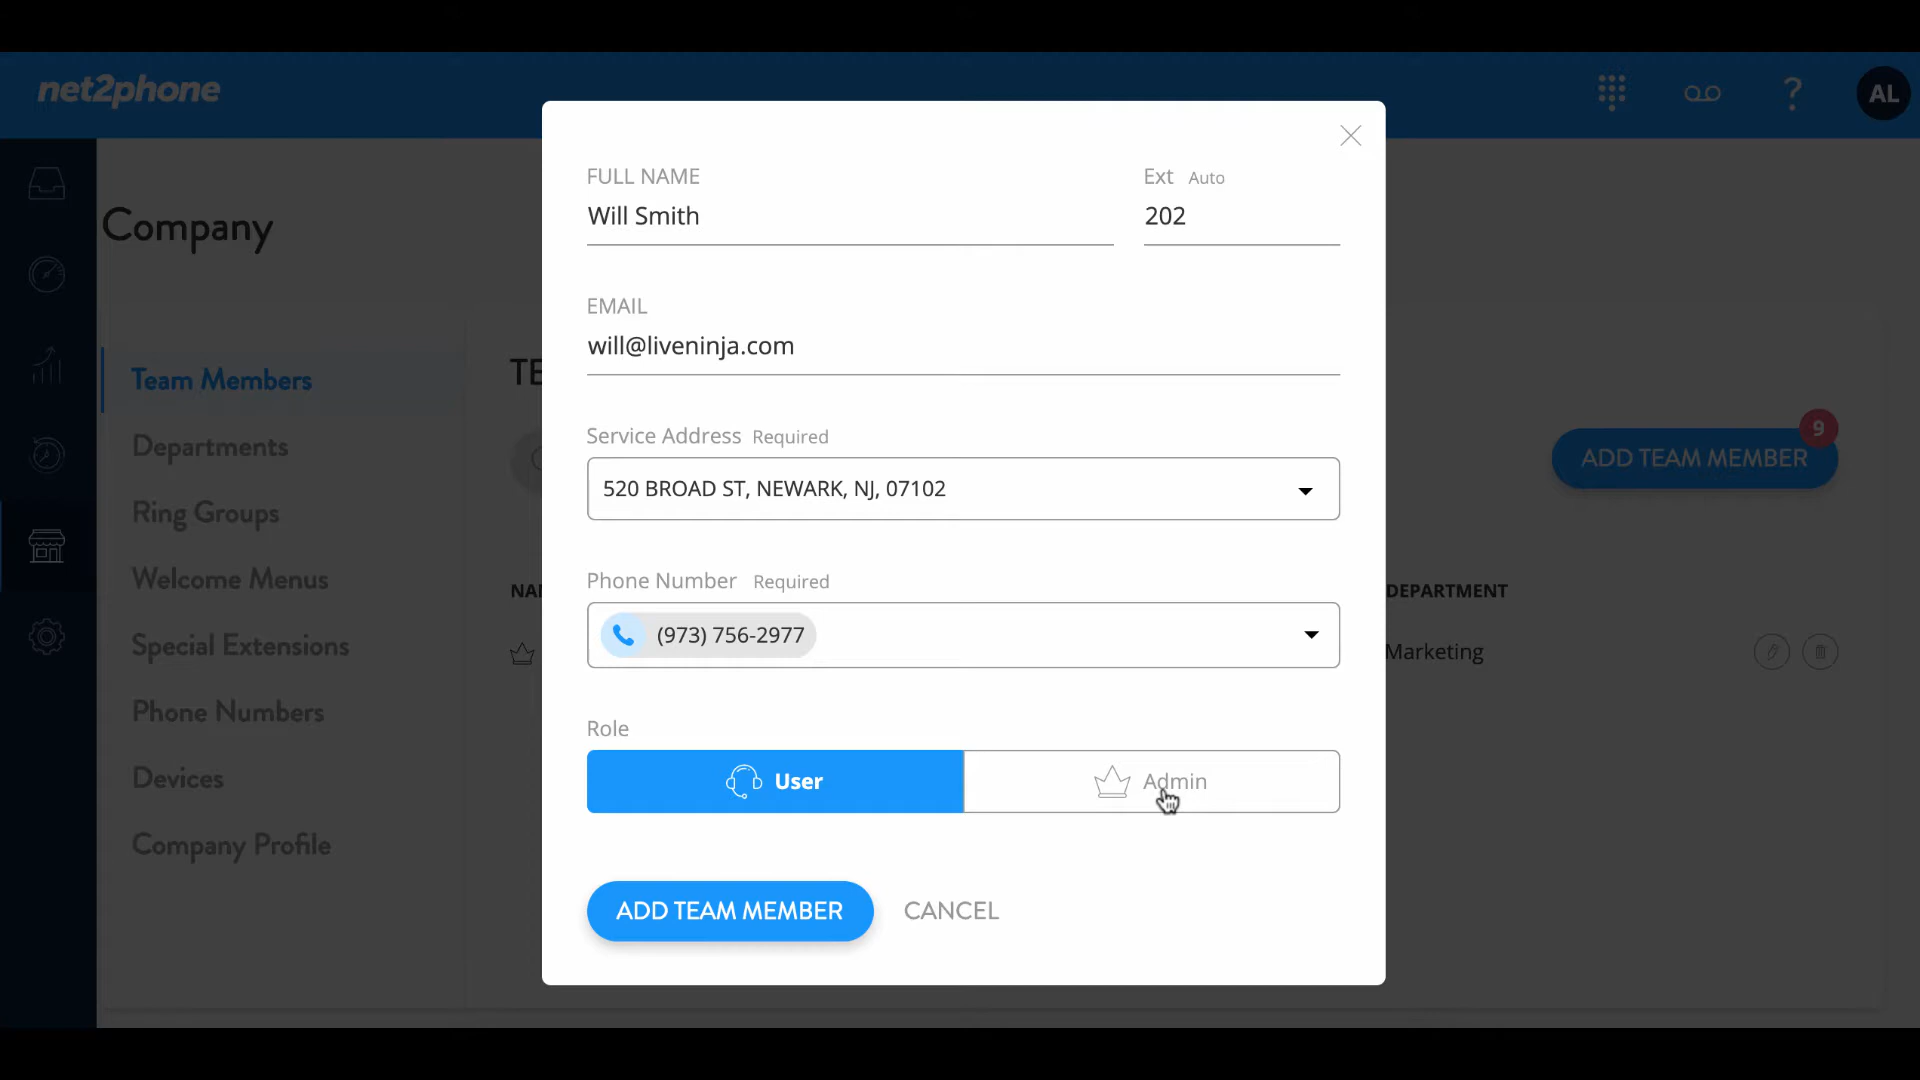 net2phone
AL
Company
Team Members
Departments
Ring Groups
Welcome Menus
Special Extensions
Phone Numbers
Devices
Company Profile
TE
9
ADD TEAM MEMBER
NA
DEPARTMENT
Marketing
FULL NAME
Ext Auto
Will Smith
202
EMAIL
will@liveninja.com
Service Address Required
520 BROAD ST, NEWARK, NJ, 07102
Phone Number Required
(973) 756-2977
Role
User
Admin
ADD TEAM MEMBER
CANCEL